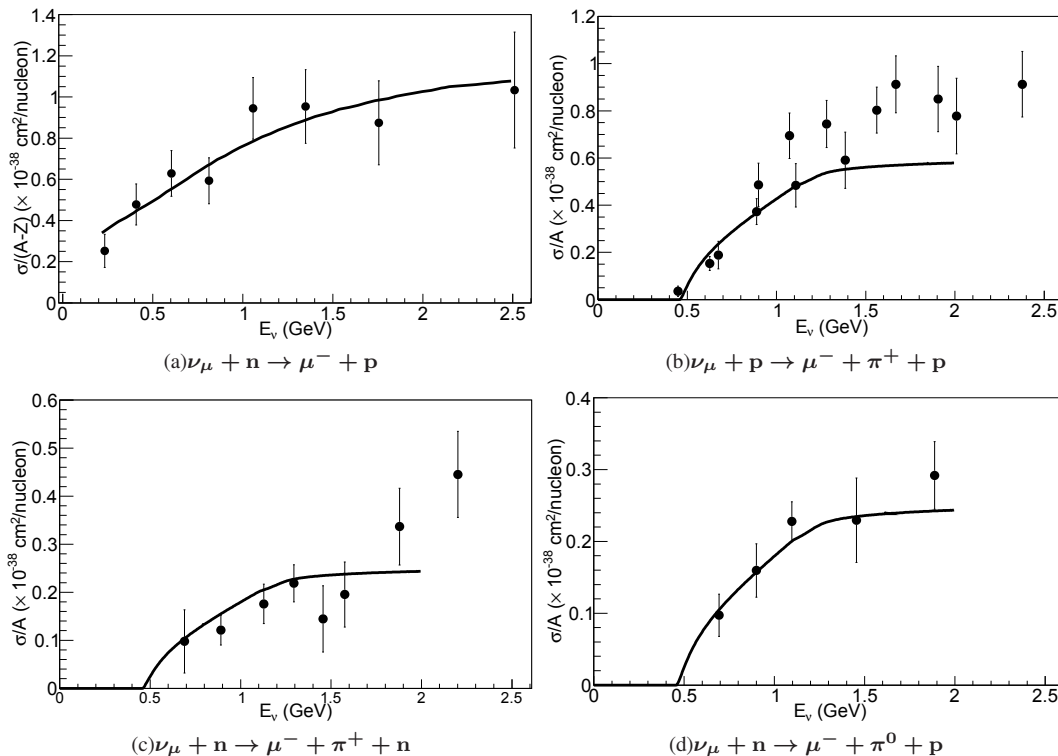 σ/(A-Z) (× 10⁻³⁸ cm²/nucleon)
1.4
1.2
1
0.8
0.6
0.4
0.2
0
0 0.5 1 1.5 2 2.5
E_ν (GeV)
(a)ν_μ + n → μ⁻ + p
σ/A (× 10⁻³⁸ cm²/nucleon)
1
0.8
0.6
0.4
0.2
0
0 0.5 1 1.5 2 2.5
E_ν (GeV)
(b)ν_μ + p → μ⁻ + π⁺ + p
σ/A (× 10⁻³⁸ cm²/nucleon)
0.6
0.5
0.4
0.3
0.2
0.1
0
0 0.5 1 1.5 2 2.5
E_ν (GeV)
(c)ν_μ + n → μ⁻ + π⁺ + n
σ/A (× 10⁻³⁸ cm²/nucleon)
0.4
0.3
0.2
0.1
0
0 0.5 1 1.5 2 2.5
E_ν (GeV)
(d)ν_μ + n → μ⁻ + π⁰ + p